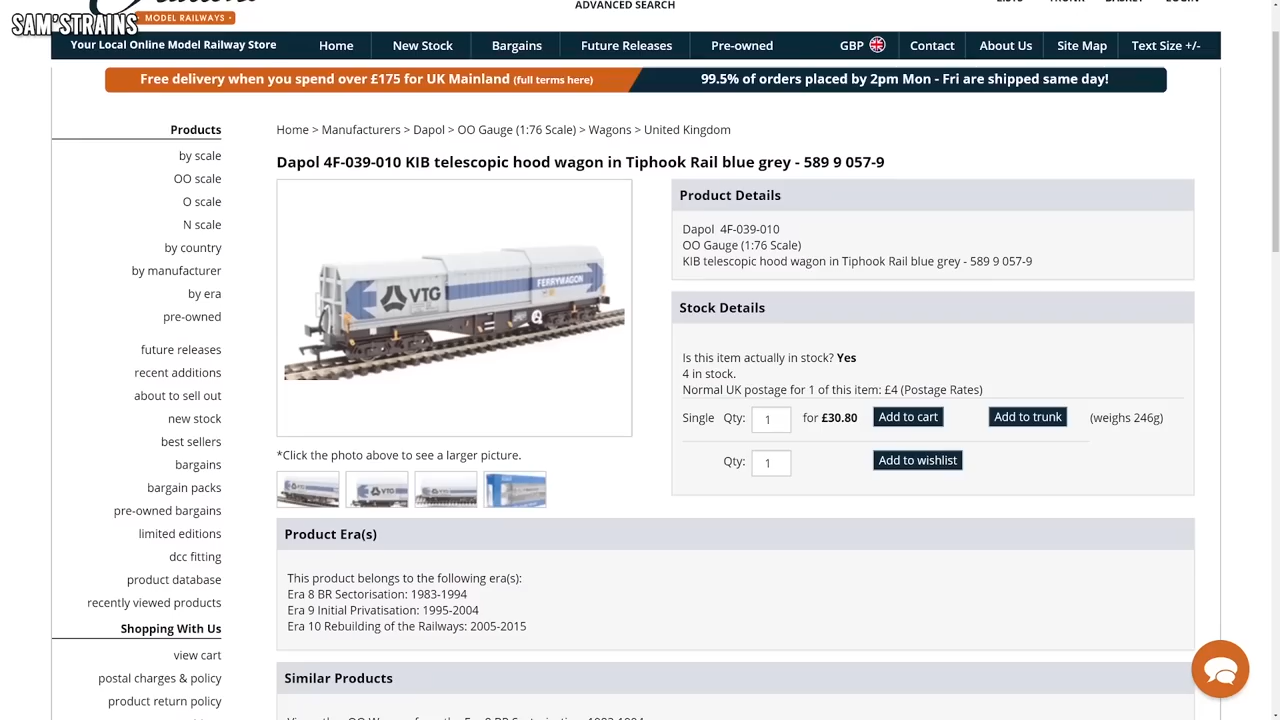 SAM'STRAINS
MODEL RAILWAYS
ADVANCED SEARCH
Your Local Online Model Railway Store
Home
New Stock
Bargains
Future Releases
Pre-owned
GBP
Contact
About Us
Site Map
Text Size +/-
Free delivery when you spend over £175 for UK Mainland (full terms here)
99.5% of orders placed by 2pm Mon - Fri are shipped same day!
Products
by scale
OO scale
O scale
N scale
by country
by manufacturer
by era
pre-owned
future releases
recent additions
about to sell out
new stock
best sellers
bargains
bargain packs
pre-owned bargains
limited editions
dcc fitting
product database
recently viewed products
Shopping With Us
view cart
postal charges & policy
product return policy
Home > Manufacturers > Dapol > OO Gauge (1:76 Scale) > Wagons > United Kingdom
Dapol 4F-039-010 KIB telescopic hood wagon in Tiphook Rail blue grey - 589 9 057-9
VTG
FERRYWAGON
*Click the photo above to see a larger picture.
Product Details
Dapol 4F-039-010
OO Gauge (1:76 Scale)
KIB telescopic hood wagon in Tiphook Rail blue grey - 589 9 057-9
Stock Details
Is this item actually in stock? Yes
4 in stock.
Normal UK postage for 1 of this item: £4 (Postage Rates)
Single Qty: 1 for £30.80 Add to cart Add to trunk (weighs 246g)
Qty: 1 Add to wishlist
Product Era(s)
This product belongs to the following era(s):
Era 8 BR Sectorisation: 1983-1994
Era 9 Initial Privatisation: 1995-2004
Era 10 Rebuilding of the Railways: 2005-2015
Similar Products